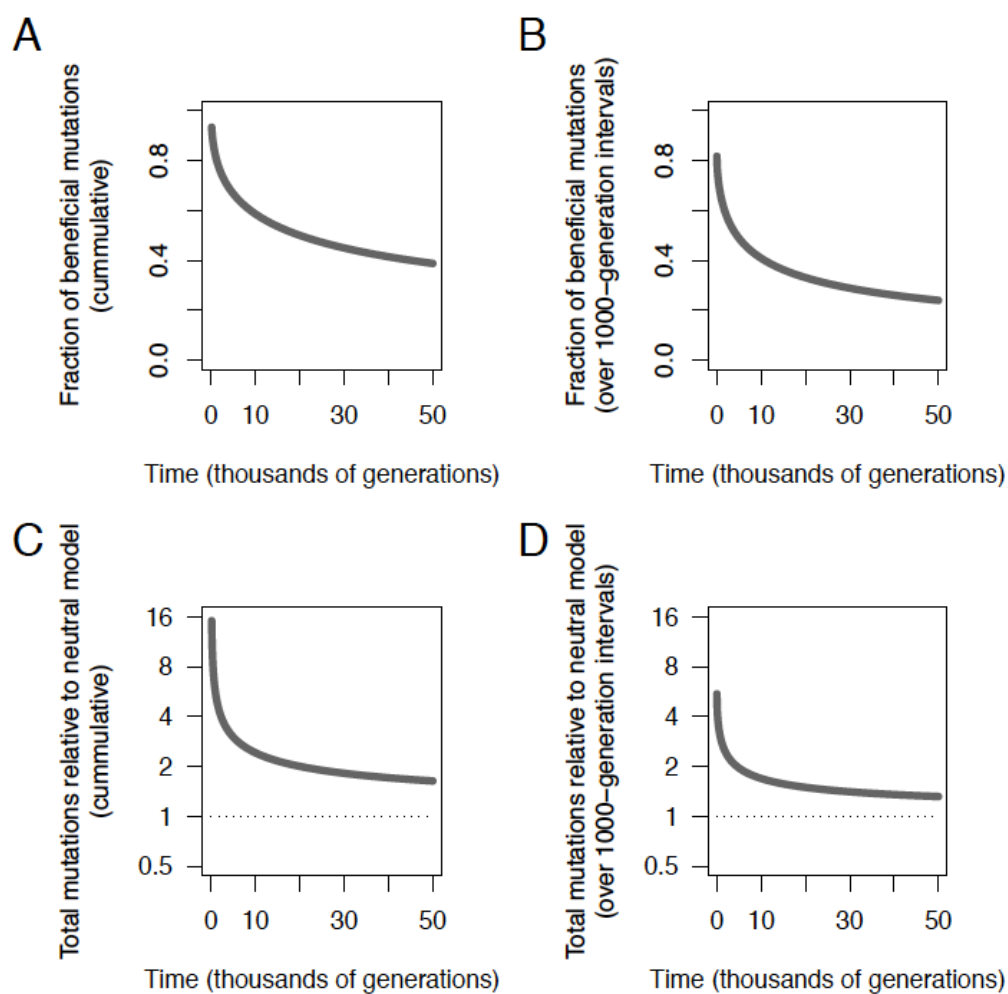 A
Fraction of beneficial mutations
(cummulative)
0.0
0.4
0.8
0
10
30
50
Time (thousands of generations)
B
Fraction of beneficial mutations
(over 1000−generation intervals)
0.0
0.4
0.8
0
10
30
50
Time (thousands of generations)
C
Total mutations relative to neutral model
(cummulative)
16
8
4
2
1
0.5
0
10
30
50
Time (thousands of generations)
D
Total mutations relative to neutral model
(over 1000−generation intervals)
16
8
4
2
1
0.5
0
10
30
50
Time (thousands of generations)